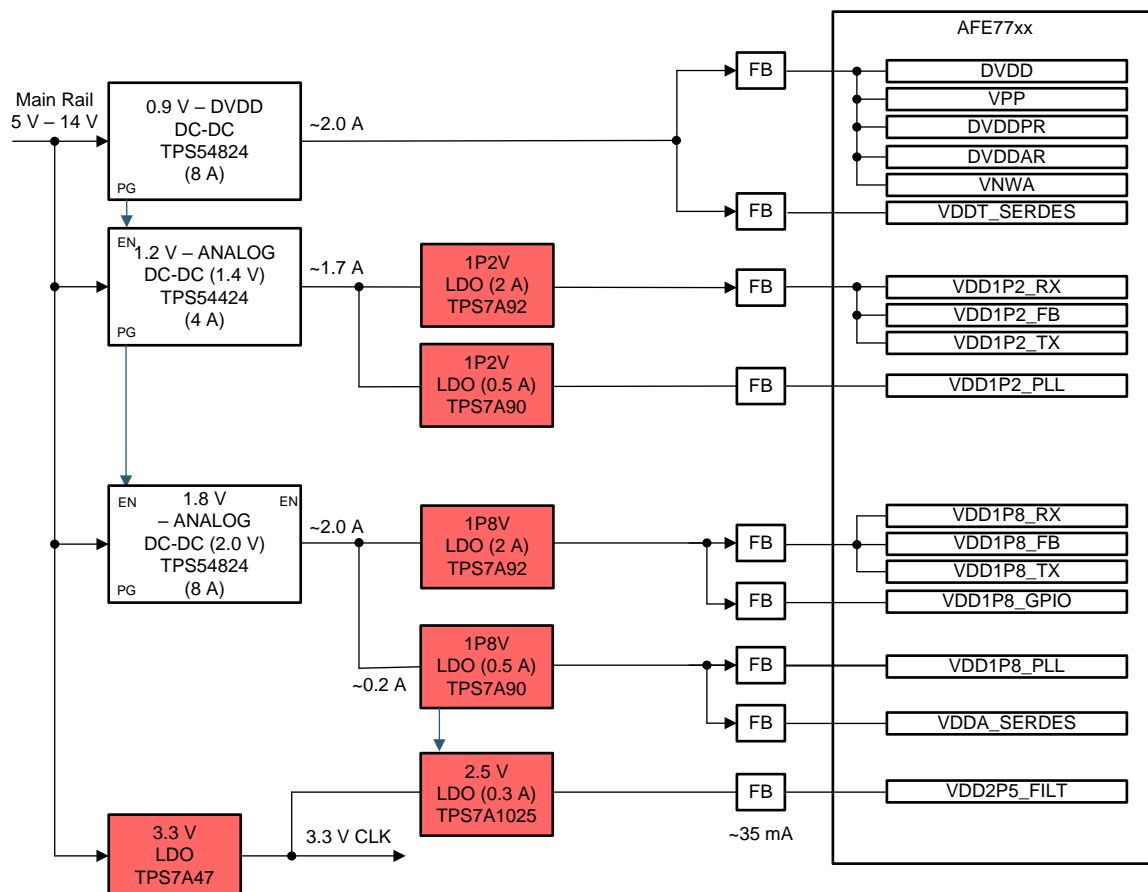 AFE77xx
Main Rail
5 V – 14 V
0.9 V – DVDD
DC-DC
TPS54824
(8 A)
PG
~2.0 A
FB
DVDD
VPP
DVDDPR
DVDDAR
VNWA
FB
VDDT_SERDES
EN
1.2 V – ANALOG
DC-DC (1.4 V)
TPS54424
(4 A)
PG
~1.7 A
1P2V
LDO (2 A)
TPS7A92
FB
VDD1P2_RX
VDD1P2_FB
VDD1P2_TX
1P2V
LDO (0.5 A)
TPS7A90
FB
VDD1P2_PLL
EN
EN
1.8 V
– ANALOG
DC-DC (2.0 V)
TPS54824
(8 A)
PG
~2.0 A
1P8V
LDO (2 A)
TPS7A92
FB
VDD1P8_RX
VDD1P8_FB
VDD1P8_TX
FB
VDD1P8_GPIO
~0.2 A
1P8V
LDO (0.5 A)
TPS7A90
FB
VDD1P8_PLL
FB
VDDA_SERDES
2.5 V
LDO (0.3 A)
TPS7A1025
FB
VDD2P5_FILT
~35 mA
3.3 V
LDO
TPS7A47
3.3 V CLK